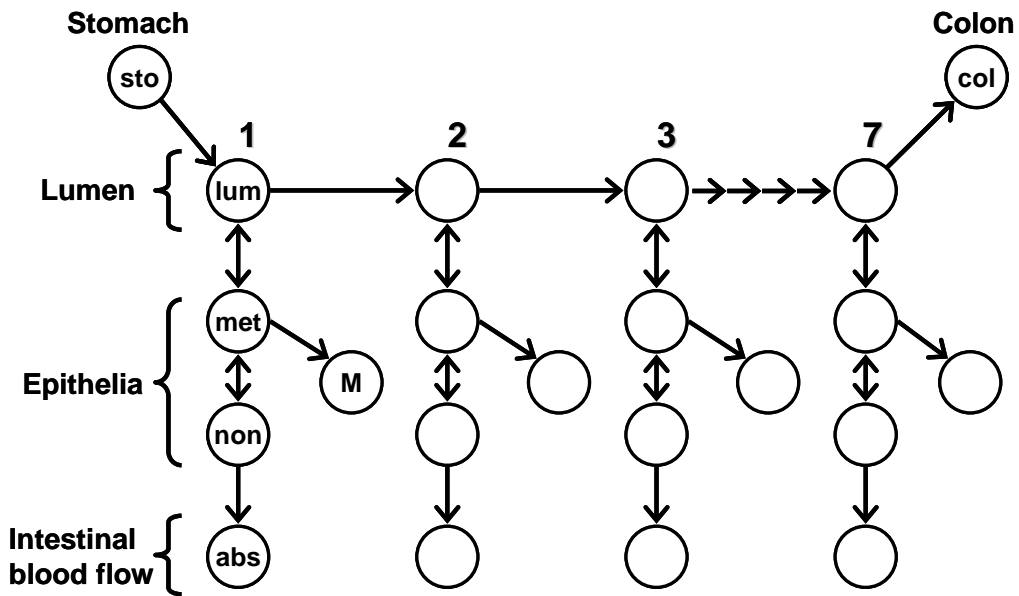 Stomach
Colon
sto
col
1
2
3
7
Lumen
lum
met
Epithelia
M
non
Intestinal
blood flow
abs